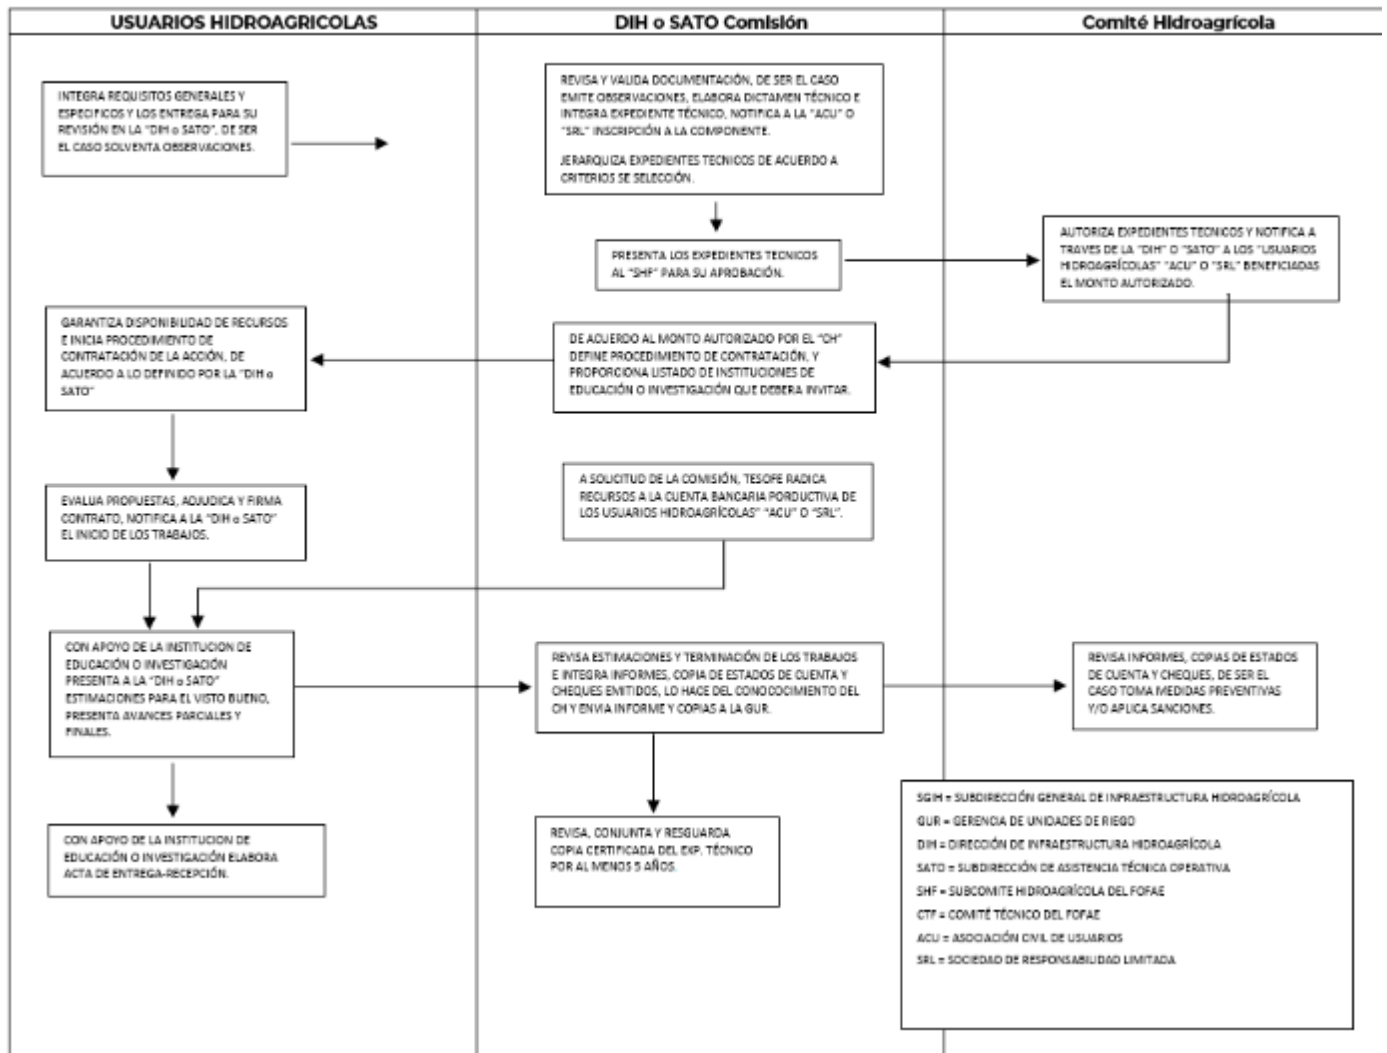 USUARIOS HIDROAGRICOLAS
DIH o SATO Comisión
Comité Hidroagrícola
INTEGRA REQUISITOS GENERALES Y
ESPECIFICOS Y LOS ENTREGA PARA SU
REVISIÓN EN LA "DIH o SATO", DE SER
EL CASO SOLVENTA OBSERVACIONES.
REVISA Y VALIDA DOCUMENTACIÓN, DE SER EL CASO
EMITE OBSERVACIONES, ELABORA DICTAMEN TÉCNICO E
INTEGRA EXPEDIENTE TÉCNICO, NOTIFICA A LA "ACU" O
"SRL" INSCRIPCIÓN A LA COMPONENTE.
JERARQUIZA EXPEDIENTES TECNICOS DE ACUERDO A
CRITERIOS SE SELECCIÓN.
PRESENTA LOS EXPEDIENTES TECNICOS
AL "SHF" PARA SU APROBACIÓN.
AUTORIZA EXPEDIENTES TECNICOS Y NOTIFICA A
TRAVES DE LA "DIH" O "SATO" A LOS "USUARIOS
HIDROAGRÍCOLAS" "ACU" O "SRL" BENEFICIADAS
EL MONTO AUTORIZADO.
GARANTIZA DISPONIBILIDAD DE RECURSOS
E INICIA PROCEDIMIENTO DE
CONTRATACIÓN DE LA ACCIÓN, DE
ACUERDO A LO DEFINIDO POR LA "DIH o
SATO"
DE ACUERDO AL MONTO AUTORIZADO POR EL "CH"
DEFINE PROCEDIMIENTO DE CONTRATACIÓN, Y
PROPORCIONA LISTADO DE INSTITUCIONES DE
EDUCACIÓN O INVESTIGACIÓN QUE DEBERA INVITAR.
EVALUA PROPUESTAS, ADJUDICA Y FIRMA
CONTRATO, NOTIFICA A LA "DIH o SATO"
EL INICIO DE LOS TRABAJOS.
A SOLICITUD DE LA COMISIÓN, TESOFE RADICA
RECURSOS A LA CUENTA BANCARIA PORDUCTIVA DE
LOS USUARIOS HIDROAGRÍCOLAS" "ACU" O "SRL".
CON APOYO DE LA INSTITUCION DE
EDUCACIÓN O INVESTIGACIÓN
PRESENTA A LA "DIH o SATO"
ESTIMACIONES PARA EL VISTO BUENO,
PRESENTA AVANCES PARCIALES Y
FINALES.
REVISA ESTIMACIONES Y TERMINACIÓN DE LOS TRABAJOS
E INTEGRA INFORMES, COPIA DE ESTADOS DE CUENTA Y
CHEQUES EMITIDOS, LO HACE DEL CONOCOCIMIENTO DEL
CH Y ENVIA INFORME Y COPIAS A LA GUR.
REVISA INFORMES, COPIAS DE ESTADOS
DE CUENTA Y CHEQUES, DE SER EL
CASO TOMA MEDIDAS PREVENTIVAS
Y/O APLICA SANCIONES.
CON APOYO DE LA INSTITUCION DE
EDUCACIÓN O INVESTIGACIÓN ELABORA
ACTA DE ENTREGA-RECEPCIÓN.
REVISA, CONJUNTA Y RESGUARDA
COPIA CERTIFICADA DEL EXP. TÉCNICO
POR AL MENOS 5 AÑOS.
SGIH = SUBDIRECCIÓN GENERAL DE INFRAESTRUCTURA HIDROAGRÍCOLA
GUR = GERENCIA DE UNIDADES DE RIEGO
DIH = DIRECCIÓN DE INFRAESTRUCTURA HIDROAGRÍCOLA
SATO = SUBDIRECCIÓN DE ASISTENCIA TÉCNICA OPERATIVA
SHF = SUBCOMITE HIDROAGRÍCOLA DEL FOFAE
CTF = COMITÉ TÉCNICO DEL FOFAE
ACU = ASOCIACIÓN CIVIL DE USUARIOS
SRL = SOCIEDAD DE RESPONSABILIDAD LIMITADA